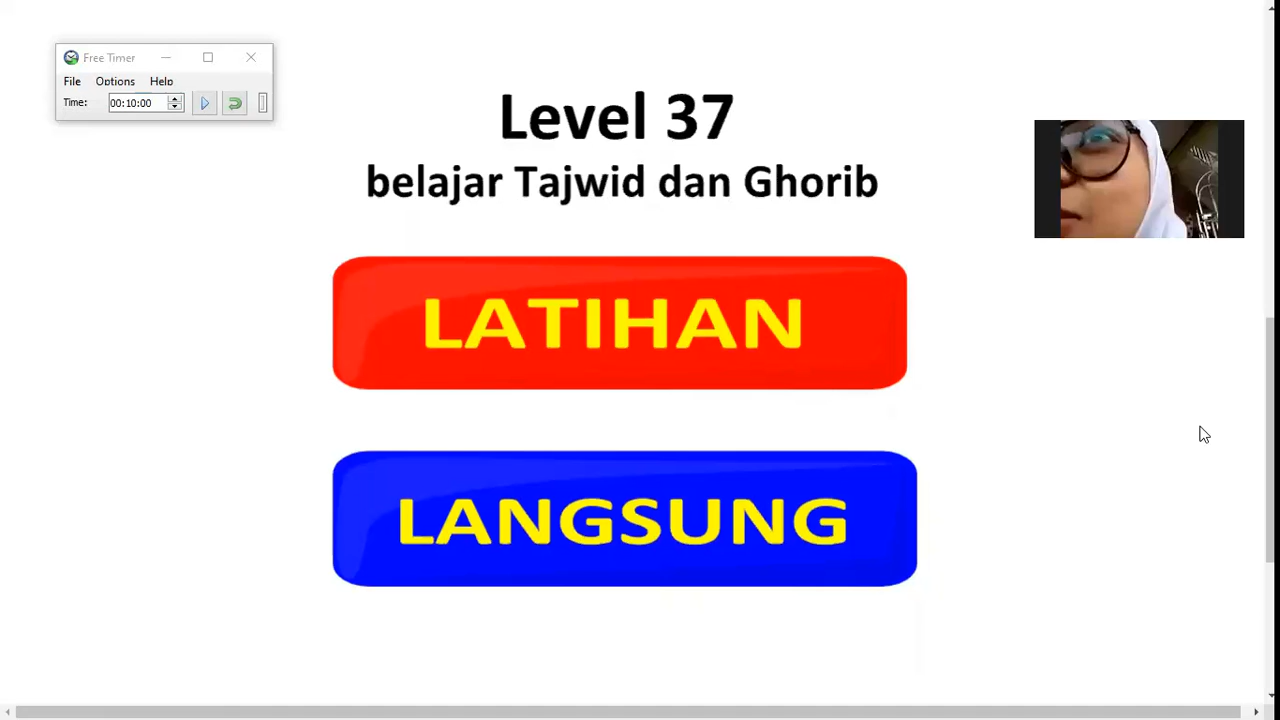 Free Timer
File Options Help
Time: 00:10:00
Level 37
belajar Tajwid dan Ghorib
LATIHAN
LANGSUNG